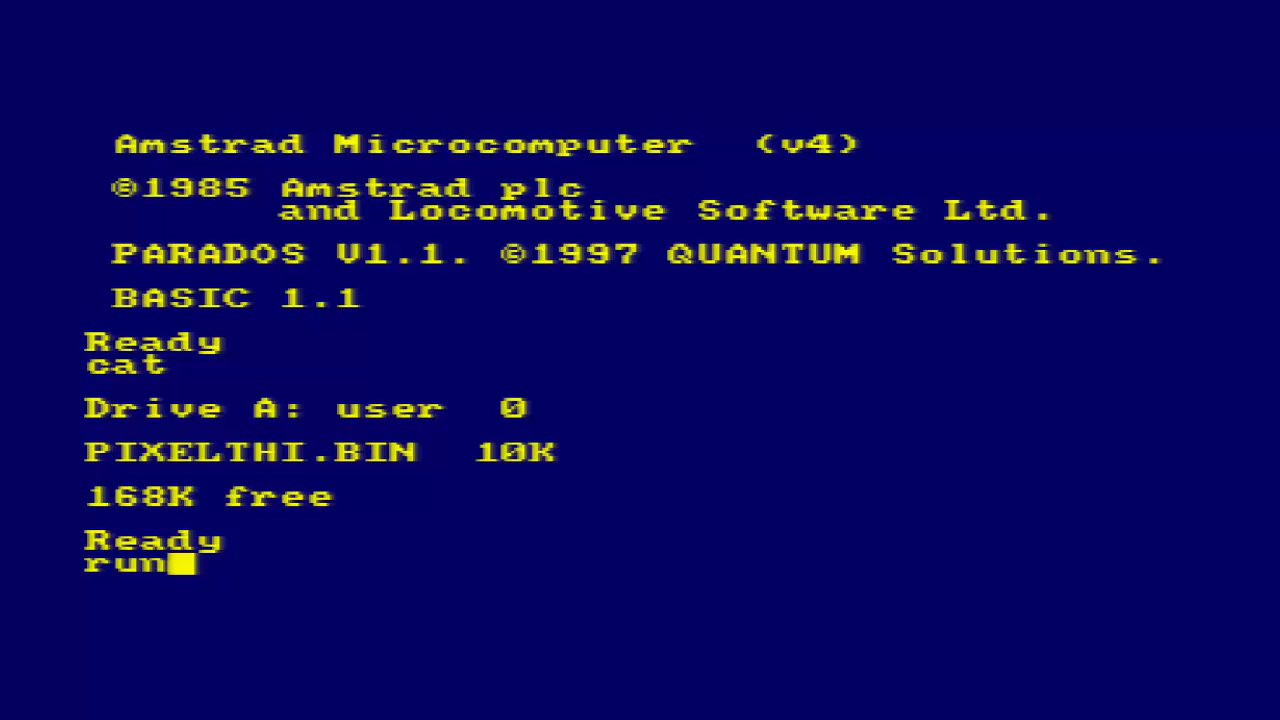 Amstrad Microcomputer  (v4)
©1985 Amstrad plc
and Locomotive Software Ltd.
PARADOS V1.1. ©1997 QUANTUM Solutions.
BASIC 1.1
Ready
cat
Drive A: user  0
PIXELTHI.BIN  10K
168K free
Ready
run